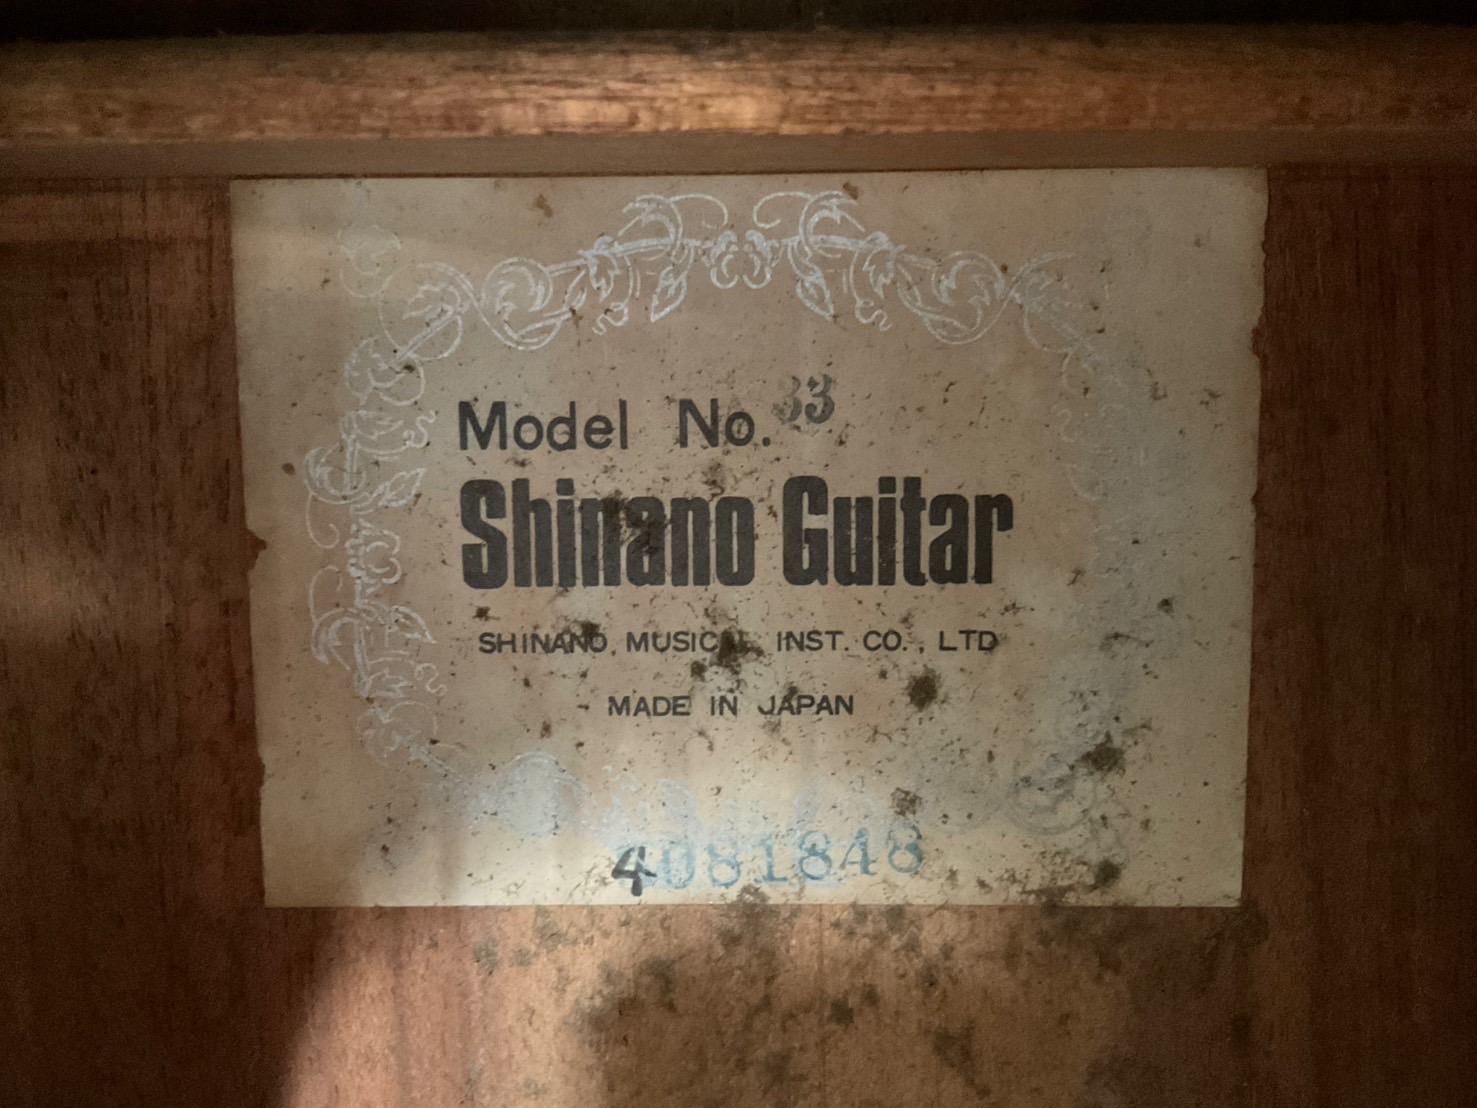 Model No. 33
Shinano Guitar
SHINANO MUSICAL INST. CO., LTD
MADE IN JAPAN
4081848